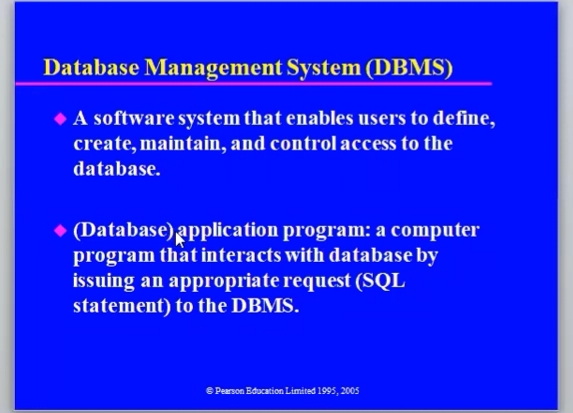 Database Management System (DBMS)
A software system that enables users to define,
create, maintain, and control access to the
database.
(Database) application program: a computer
program that interacts with database by
issuing an appropriate request (SQL
statement) to the DBMS.
© Pearson Education Limited 1995, 2005